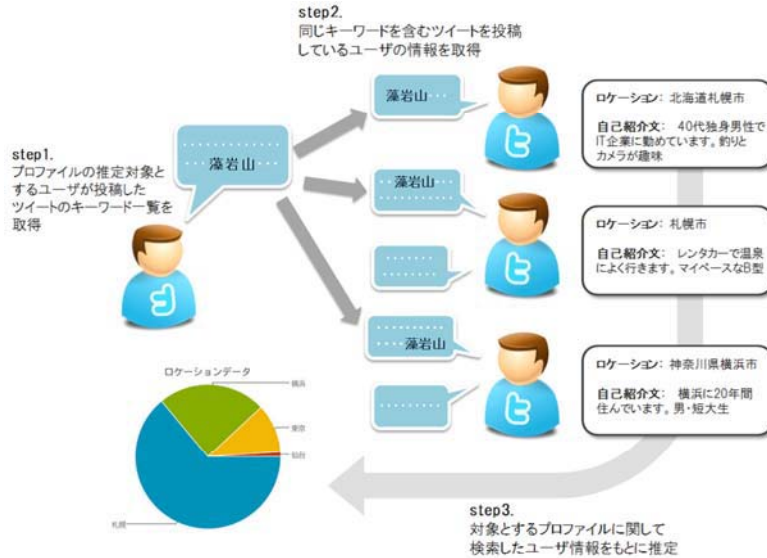 step1.
プロファイルの推定対象と
するユーザが投稿した
ツイートのキーワード一覧を
取得
藻岩山…
step2.
同じキーワードを含むツイートを投稿
しているユーザの情報を取得
藻岩山…
ロケーション： 北海道札幌市
自己紹介文： 40代独身男性で
IT企業に勤めています。釣りと
カメラが趣味
藻岩山…
ロケーション： 札幌市
自己紹介文： レンタカーで温泉
によく行きます。マイペースなB型
藻岩山
ロケーション： 神奈川県横浜市
自己紹介文： 横浜に20年間
住んでいます。男・短大生
ロケーションデータ
横浜
東京
仙台
札幌
step3.
対象とするプロファイルに関して
検索したユーザ情報をもとに推定